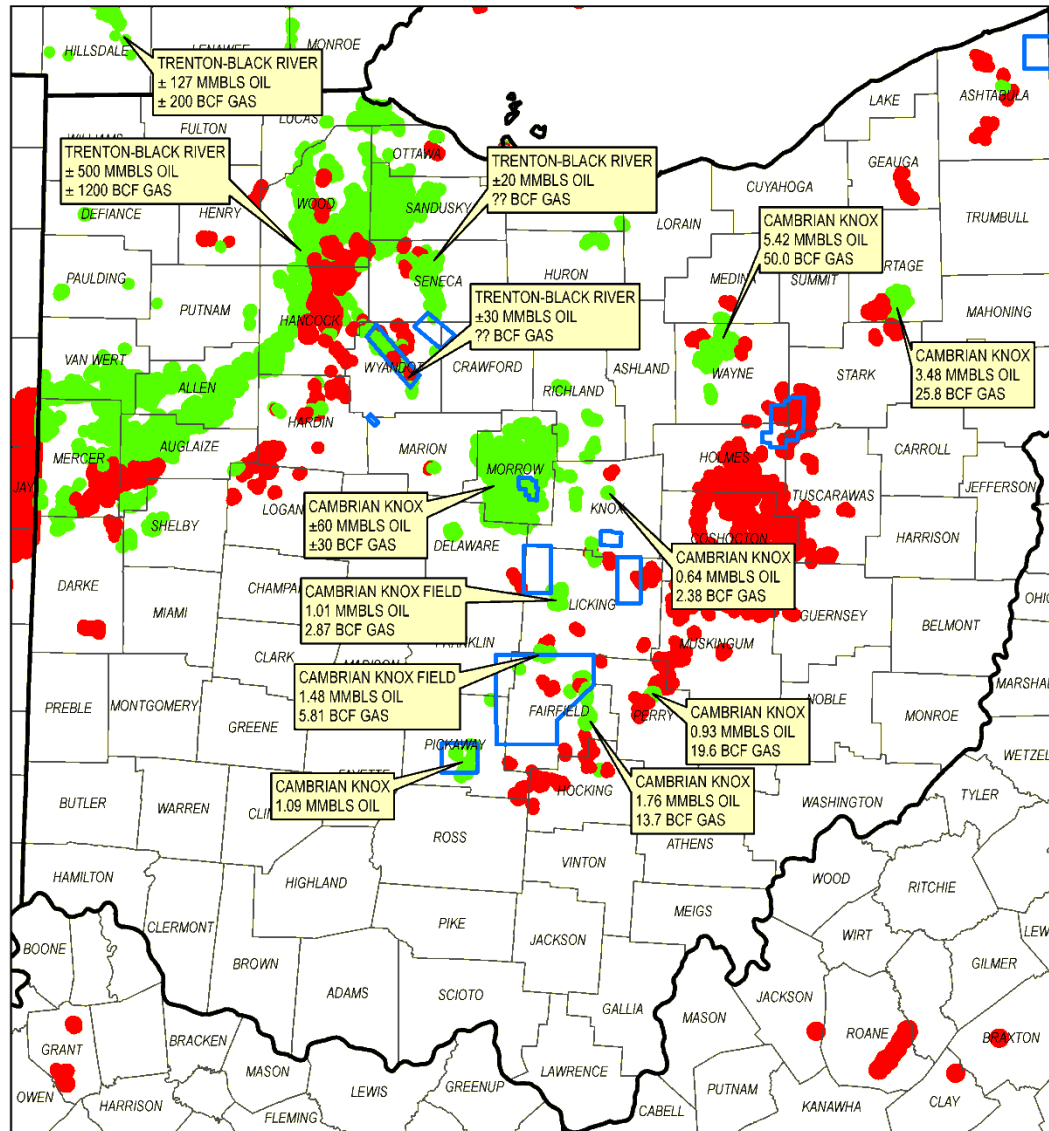 HILLSDALE
LENAWEE
MONROE
TRENTON-BLACK RIVER
± 127 MMBLS OIL
± 200 BCF GAS
LAKE
ASHTABULA
FULTON
LUCAS
OTTAWA
GEAUGA
TRENTON-BLACK RIVER
± 500 MMBLS OIL
± 1200 BCF GAS
TRENTON-BLACK RIVER
±20 MMBLS OIL
?? BCF GAS
CUYAHOGA
DEFIANCE
HENRY
WOOD
SANDUSKY
LORAIN
TRUMBULL
CAMBRIAN KNOX
5.42 MMBLS OIL
50.0 BCF GAS
PAULDING
PUTNAM
SENECA
HURON
MEDINA
SUMMIT
RTAGE
MAHONING
TRENTON-BLACK RIVER
±30 MMBLS OIL
?? BCF GAS
HANCOCK
VAN WERT
ALLEN
WYANDOT
CRAWFORD
RICHLAND
ASHLAND
WAYNE
STARK
CAMBRIAN KNOX
3.48 MMBLS OIL
25.8 BCF GAS
HARDIN
MERCER
AUGLAIZE
MARION
MORROW
HOLMES
CARROLL
JAY
LOGAN
KNOX
TUSCARAWAS
JEFFERSON
SHELBY
CAMBRIAN KNOX
±60 MMBLS OIL
±30 BCF GAS
DELAWARE
COSHOCTON
HARRISON
DARKE
CHAMPA
CAMBRIAN KNOX
0.64 MMBLS OIL
2.38 BCF GAS
MIAMI
CAMBRIAN KNOX FIELD
1.01 MMBLS OIL
2.87 BCF GAS
LICKING
GUERNSEY
BELMONT
OHIO
CLARK
MADISON
FRANKLIN
MUSKINGUM
CAMBRIAN KNOX FIELD
1.48 MMBLS OIL
5.81 BCF GAS
PREBLE
MONTGOMERY
GREENE
FAIRFIELD
PERRY
NOBLE
MONROE
MARSHAL
CAMBRIAN KNOX
0.93 MMBLS OIL
19.6 BCF GAS
PICKAWAY
WETZEL
FAYETTE
CAMBRIAN KNOX
1.09 MMBLS OIL
HOCKING
CAMBRIAN KNOX
1.76 MMBLS OIL
13.7 BCF GAS
BUTLER
WARREN
CLIN
WASHINGTON
TYLER
ROSS
ATHENS
VINTON
HAMILTON
CLERMONT
HIGHLAND
WOOD
RITCHIE
PIKE
MEIGS
BOONE
JACKSON
WIRT
LEW
BROWN
ADAMS
SCIOTO
GALLIA
JACKSON
GILMER
MASON
GRANT
BRACKEN
ROANE
BRAXTON
OWEN
HARRISON
MASON
LEWIS
GREENUP
LAWRENCE
PUTNAM
CLAY
FLEMING
CABELL
KANAWHA